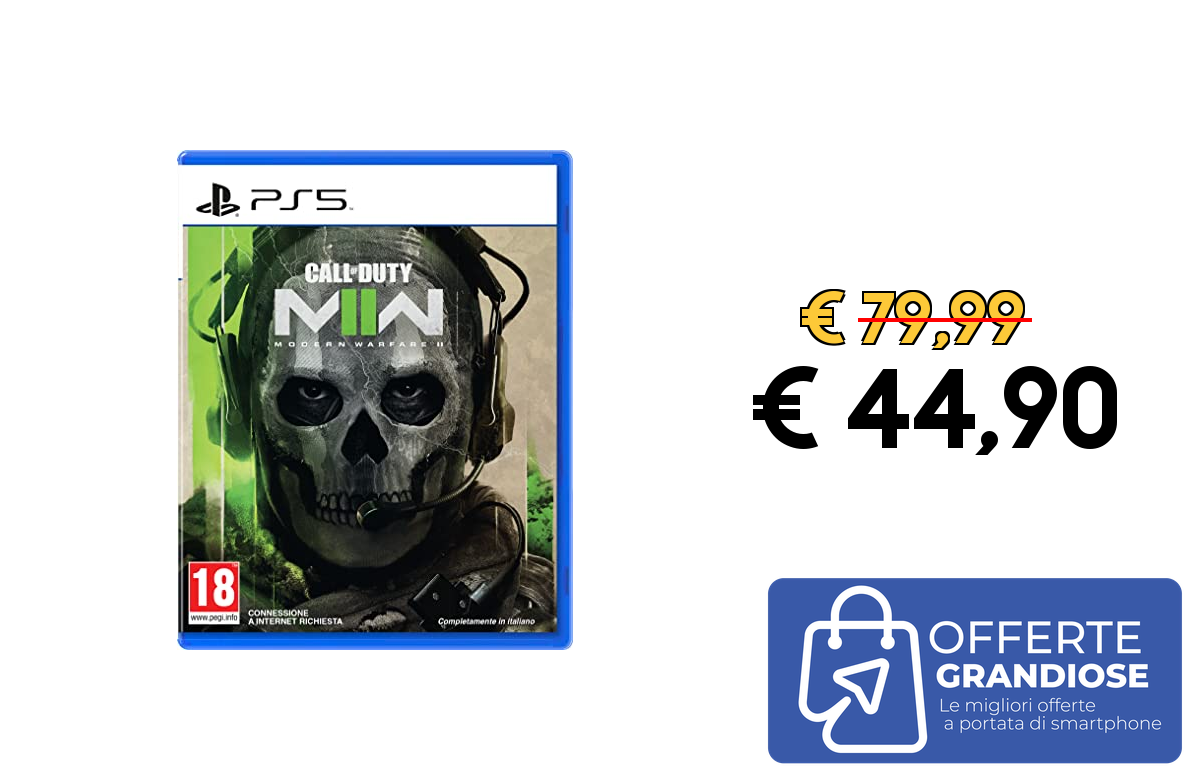 PS5
CALL OF DUTY
MWII
MODERN WARFARE II
18
www.pegi.info
CONNESSIONE
A INTERNET RICHIESTA
Completamente in Italiano
€ 79,99
€ 44,90
OFFERTE
GRANDIOSE
Le migliori offerte
a portata di smartphone